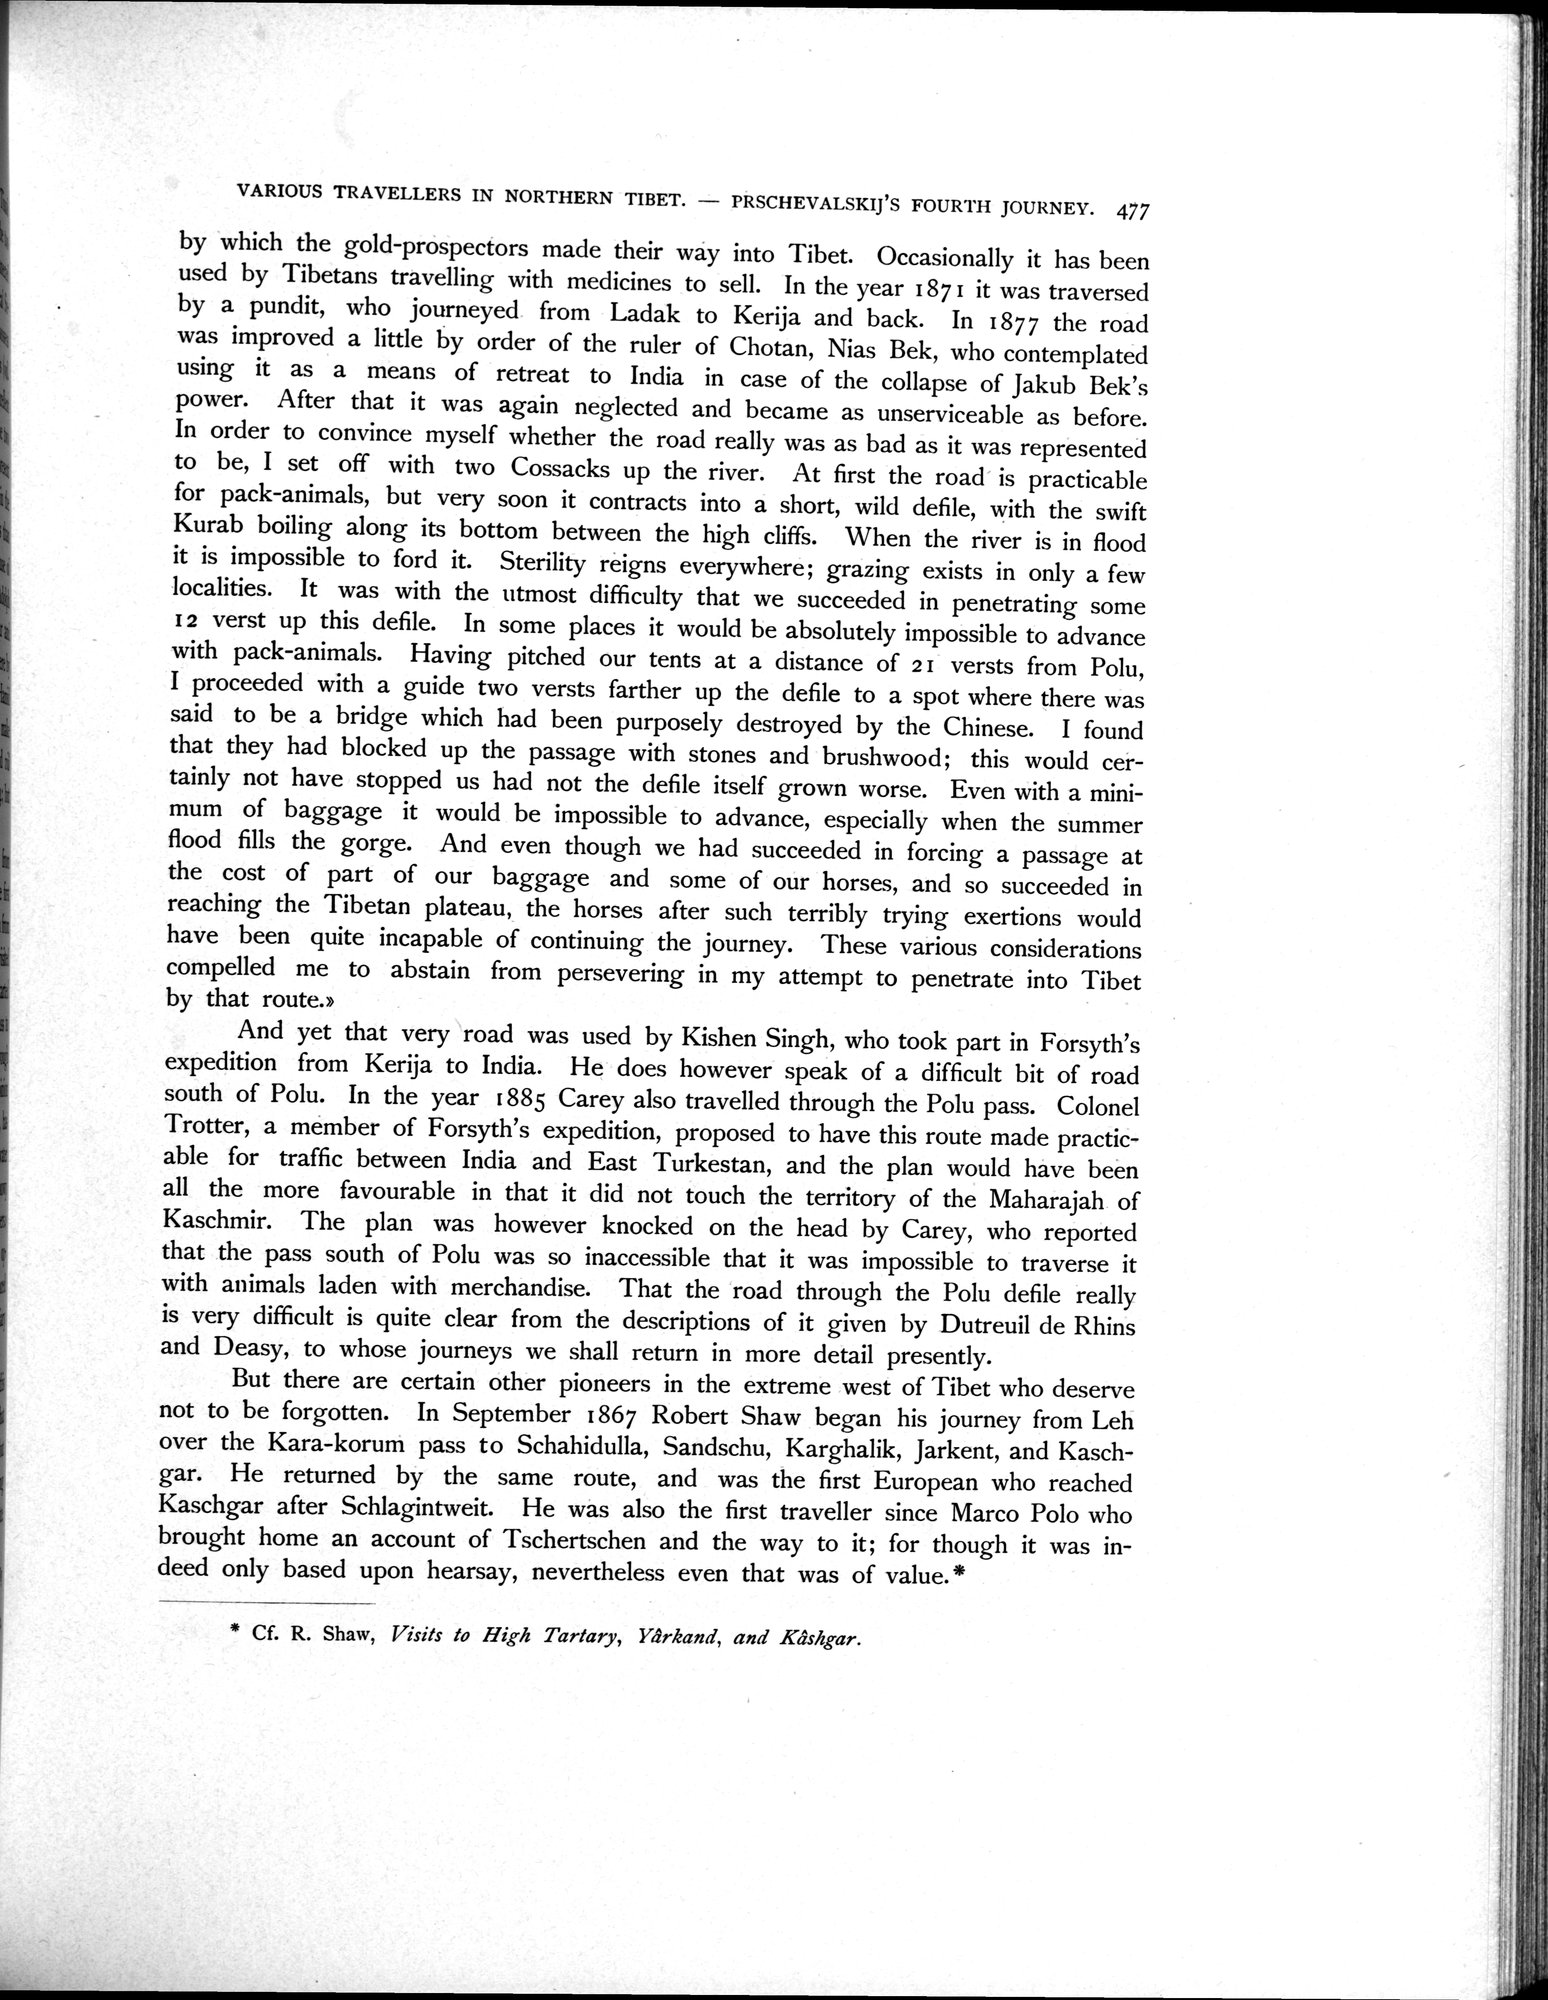 VARIOUS TRAVELLERS IN NORTHERN TIBET. — PRSCHEVALSKIJ'S FOURTH JOURNEY. 477
by which the gold-prospectors made their way into Tibet. Occasionally it has been
used by Tibetans travelling with medicines to sell. In the year 1871 it was traversed
by a pundit, who journeyed from Ladak to Kerija and back. In 1877 the road
was improved a little by order of the ruler of Chotan, Nias Bek, who contemplated
using it as a means of retreat to India in case of the collapse of Jakub Bek's
power. After that it was again neglected and became as unserviceable as before.
In order to convince myself whether the road really was as bad as it was represented
to be, I set off with two Cossacks up the river. At first the road is practicable
for pack-animals, but very soon it contracts into a short, wild defile, with the swift
Kurab boiling along its bottom between the high cliffs. When the river is in flood
it is impossible to ford it. Sterility reigns everywhere; grazing exists in only a few
localities. It was with the utmost difficulty that we succeeded in penetrating some
12 verst up this defile. In some places it would be absolutely impossible to advance
with pack-animals. Having pitched our tents at a distance of 21 versts from Polu,
I proceeded with a guide two versts farther up the defile to a spot where there was
said to be a bridge which had been purposely destroyed by the Chinese. I found
that they had blocked up the passage with stones and brushwood; this would cer-
tainly not have stopped us had not the defile itself grown worse. Even with a mini-
mum of baggage it would be impossible to advance, especially when the summer
flood fills the gorge. And even though we had succeeded in forcing a passage at
the cost of part of our baggage and some of our horses, and so succeeded in
reaching the Tibetan plateau, the horses after such terribly trying exertions would
have been quite incapable of continuing the journey. These various considerations
compelled me to abstain from persevering in my attempt to penetrate into Tibet
by that route.»
And yet that very road was used by Kishen Singh, who took part in Forsyth's
expedition from Kerija to India. He does however speak of a difficult bit of road
south of Polu. In the year 1885 Carey also travelled through the Polu pass. Colonel
Trotter, a member of Forsyth's expedition, proposed to have this route made practic-
able for traffic between India and East Turkestan, and the plan would have been
all the more favourable in that it did not touch the territory of the Maharajah of
Kaschmir. The plan was however knocked on the head by Carey, who reported
that the pass south of Polu was so inaccessible that it was impossible to traverse it
with animals laden with merchandise. That the road through the Polu defile really
is very difficult is quite clear from the descriptions of it given by Dutreuil de Rhins
and Deasy, to whose journeys we shall return in more detail presently.
But there are certain other pioneers in the extreme west of Tibet who deserve
not to be forgotten. In September 1867 Robert Shaw began his journey from Leh
over the Kara-korum pass to Schahidulla, Sandschu, Karghalik, Jarkent, and Kasch-
gar. He returned by the same route, and was the first European who reached
Kaschgar after Schlagintweit. He was also the first traveller since Marco Polo who
brought home an account of Tschertschen and the way to it; for though it was in-
deed only based upon hearsay, nevertheless even that was of value.*
* Cf. R. Shaw, Visits to High Tartary, Yârkand, and Kâshgar.